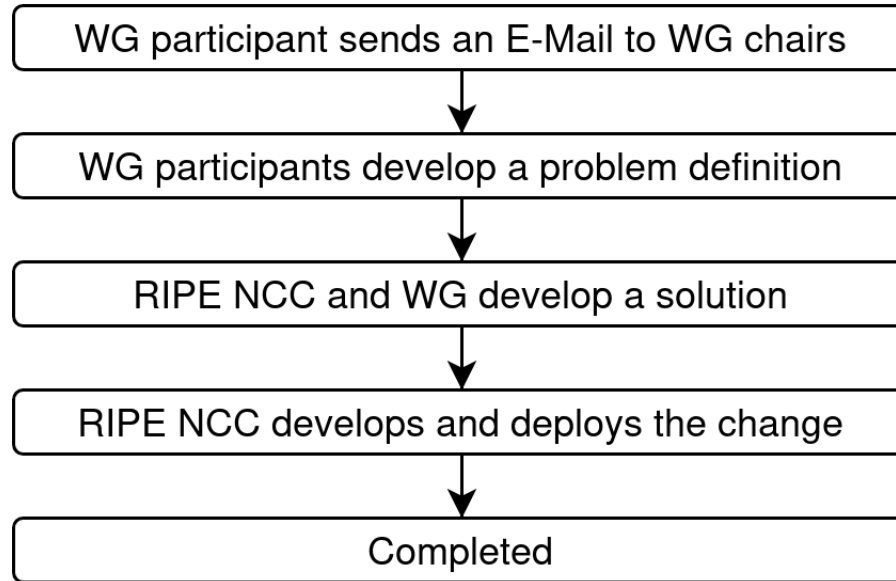 WG participant sends an E-Mail to WG chairs
WG participants develop a problem definition
RIPE NCC and WG develop a solution
RIPE NCC develops and deploys the change
Completed